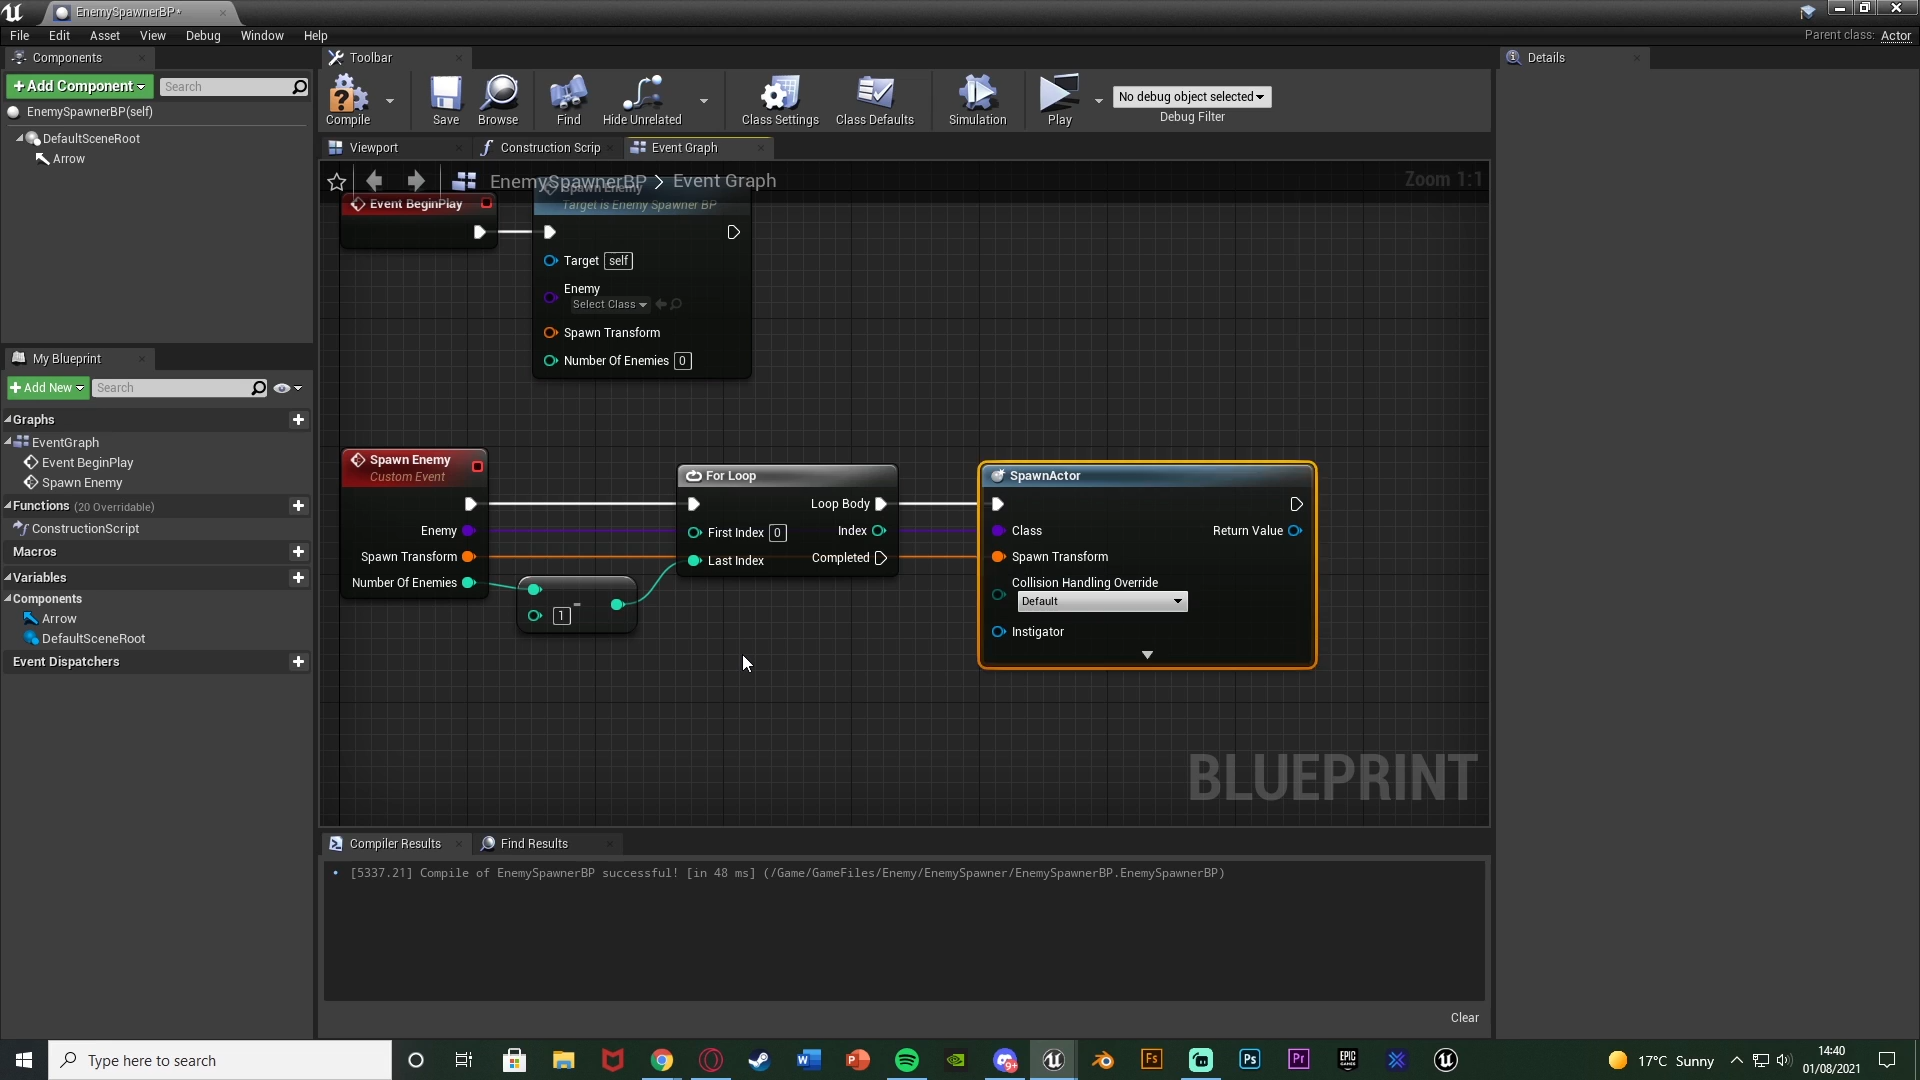 EnemySpawnerBP*
File Edit Asset View Debug Window Help
Parent class: Actor
Components
Toolbar
Details
+Add Component
Search
EnemySpawnerBP(self)
DefaultSceneRoot
Arrow
Compile Save Browse Find Hide Unrelated Class Settings Class Defaults Simulation Play
No debug object selected
Debug Filter
Viewport
Construction Scrip
Event Graph
EnemySpawnerBP > Event Graph
Zoom 1:1
Event BeginPlay
Spawn Enemy
Target is Enemy Spawner BP
Target self
Enemy
Select Class
Spawn Transform
Number Of Enemies 0
My Blueprint
+Add New
Search
Graphs
EventGraph
Event BeginPlay
Spawn Enemy
Functions (20 Overridable)
ConstructionScript
Macros
Variables
Components
Arrow
DefaultSceneRoot
Event Dispatchers
Spawn Enemy
Custom Event
Enemy
Spawn Transform
Number Of Enemies
1
-
For Loop
Loop Body
First Index 0
Index
Last Index
Completed
SpawnActor
Class
Return Value
Spawn Transform
Collision Handling Override
Default
Instigator
BLUEPRINT
Compiler Results
Find Results
• [5337.21] Compile of EnemySpawnerBP successful! [in 48 ms] (/Game/GameFiles/Enemy/EnemySpawner/EnemySpawnerBP.EnemySpawnerBP)
Clear
Type here to search
17°C Sunny
14:40
01/08/2021